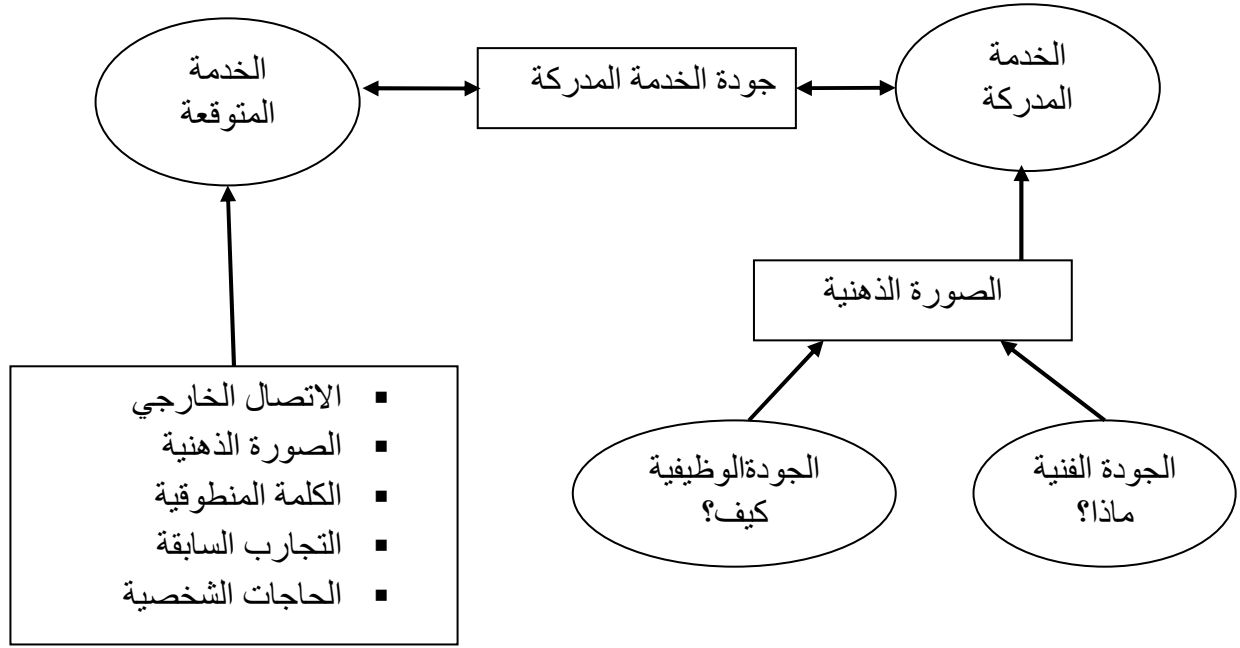 الخدمة
المدركة
جودة الخدمة المدركة
الخدمة
المتوقعة
الصورة الذهنية
الجودة الفنية
ماذا؟
الجودةالوظيفية
كيف؟
▪ الاتصال الخارجي
▪ الصورة الذهنية
▪ الكلمة المنطوقية
▪ التجارب السابقة
▪ الحاجات الشخصية